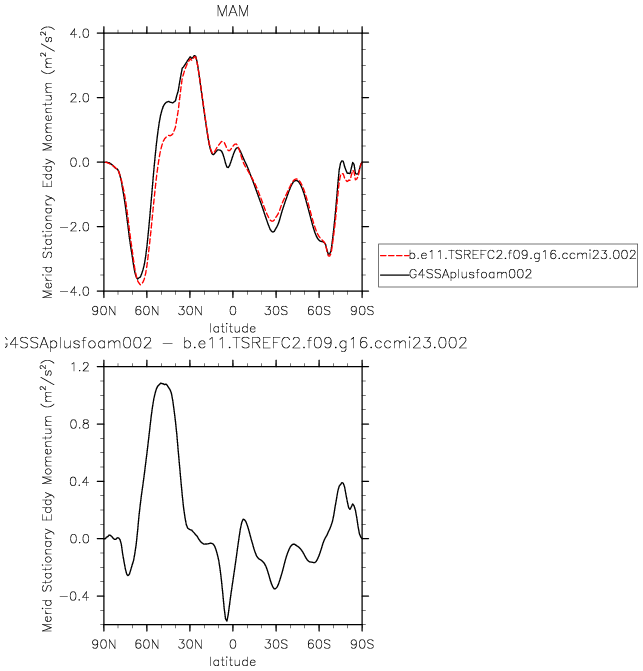 MAM
Merid Stationary Eddy Momentum (m²/s²)
4.0
2.0
0.0
−2.0
−4.0
90N 60N 30N 0 30S 60S 90S
latitude
b.e11.TSREFC2.f09.g16.ccmi23.002
G4SSAplusfoam002
G4SSAplusfoam002 − b.e11.TSREFC2.f09.g16.ccmi23.002
Merid Stationary Eddy Momentum (m²/s²)
1.2
0.8
0.4
0.0
−0.4
90N 60N 30N 0 30S 60S 90S
latitude